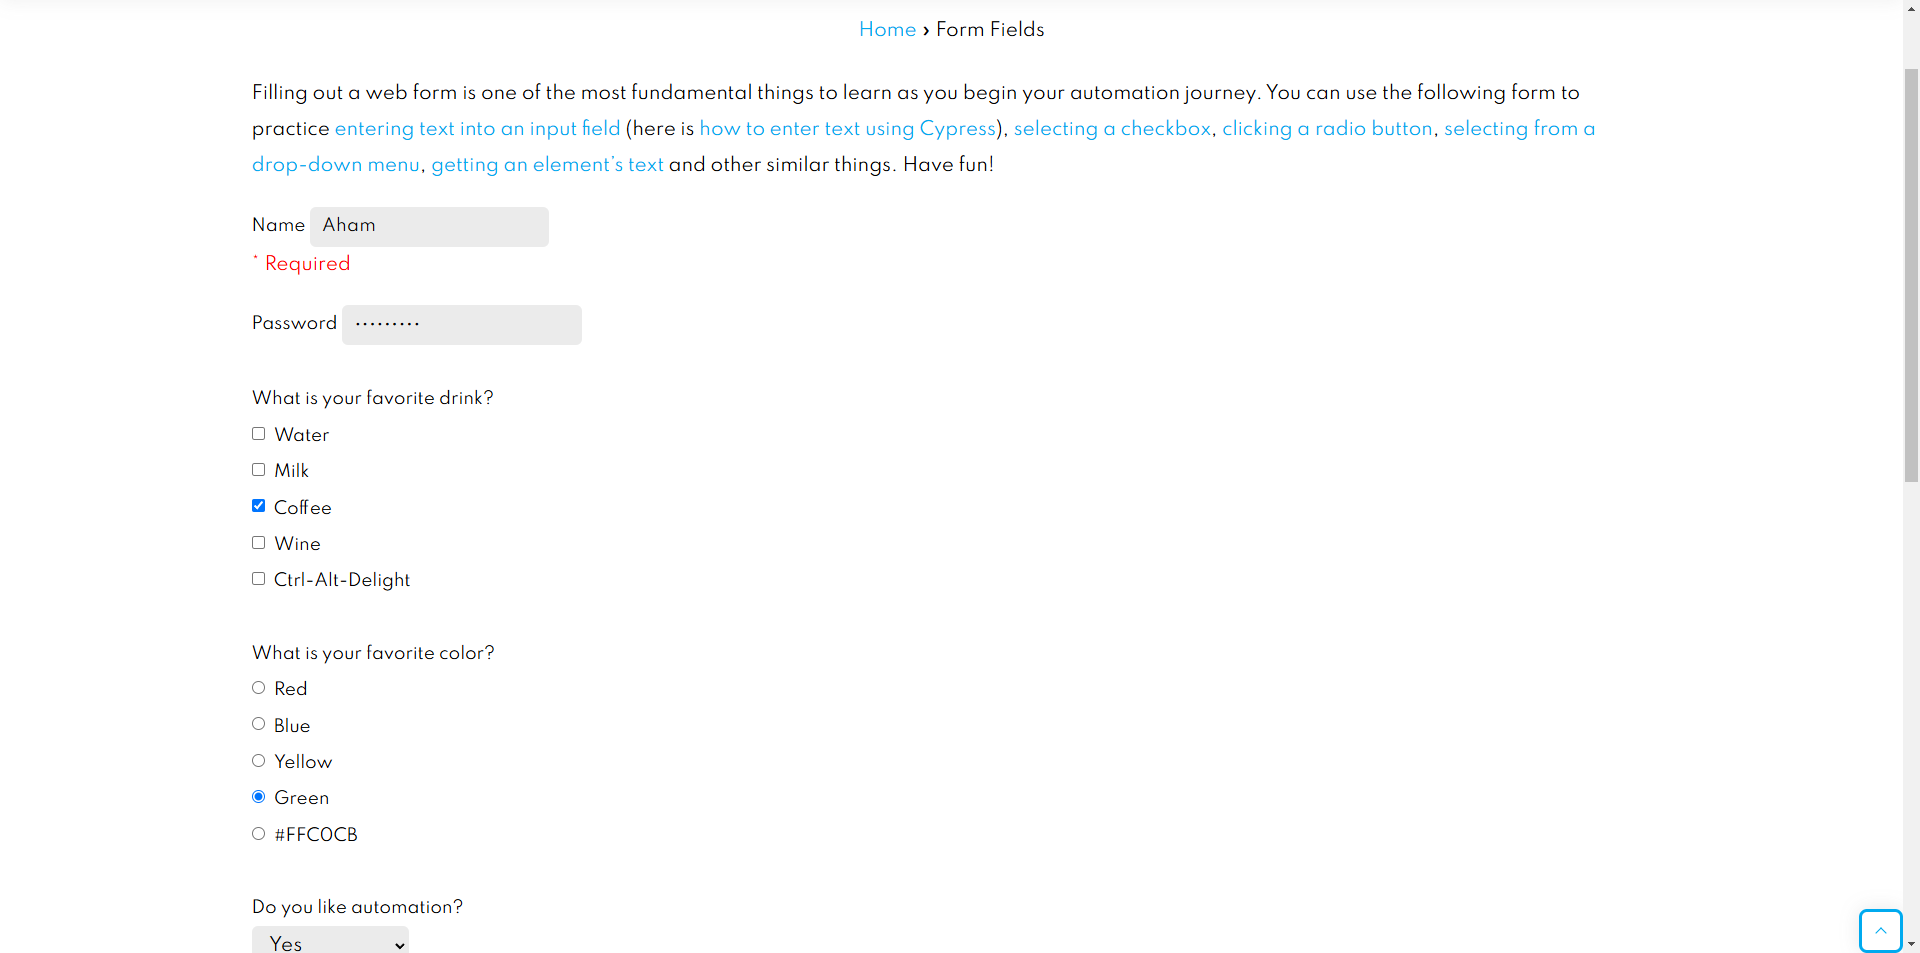 Home › Form Fields
Filling out a web form is one of the most fundamental things to learn as you begin your automation journey. You can use the following form to
practice entering text into an input field (here is how to enter text using Cypress), selecting a checkbox, clicking a radio button, selecting from a
drop-down menu, getting an element’s text and other similar things. Have fun!
Name Aham
* Required
Password •••••••••
What is your favorite drink?
Water
Milk
Coffee
Wine
Ctrl-Alt-Delight
What is your favorite color?
Red
Blue
Yellow
Green
#FFC0CB
Do you like automation?
Yes